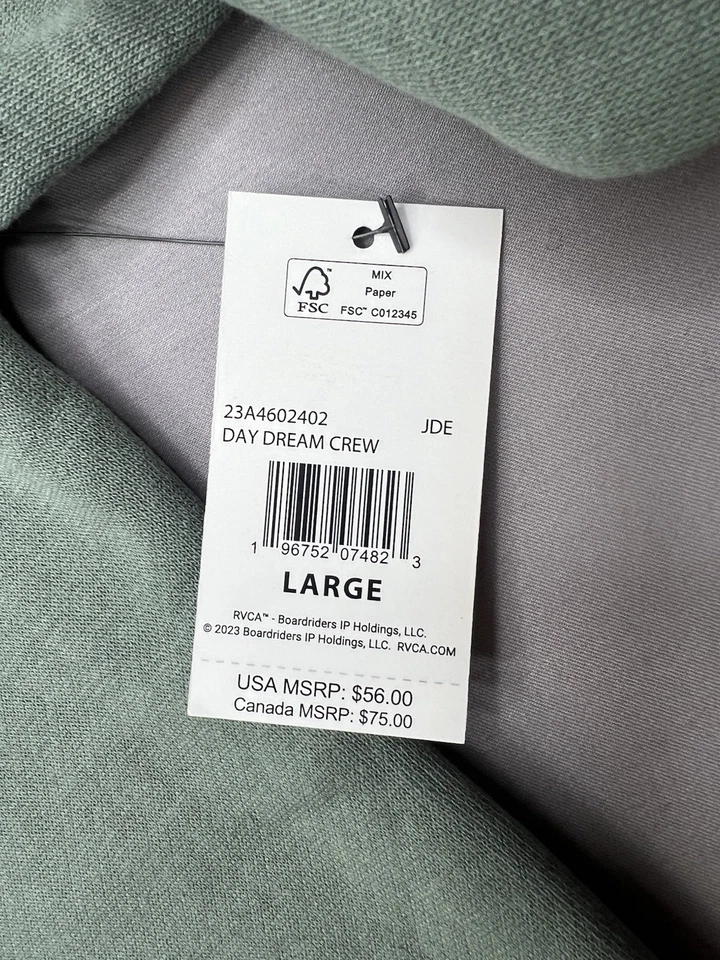 MIX
Paper
FSC™ FSC™ C012345
23A4602402 JDE
DAY DREAM CREW
1 96752 07482 3
LARGE
RVCA™ - Boardriders IP Holdings, LLC.
© 2023 Boardriders IP Holdings, LLC. RVCA.COM
USA MSRP: $56.00
Canada MSRP: $75.00